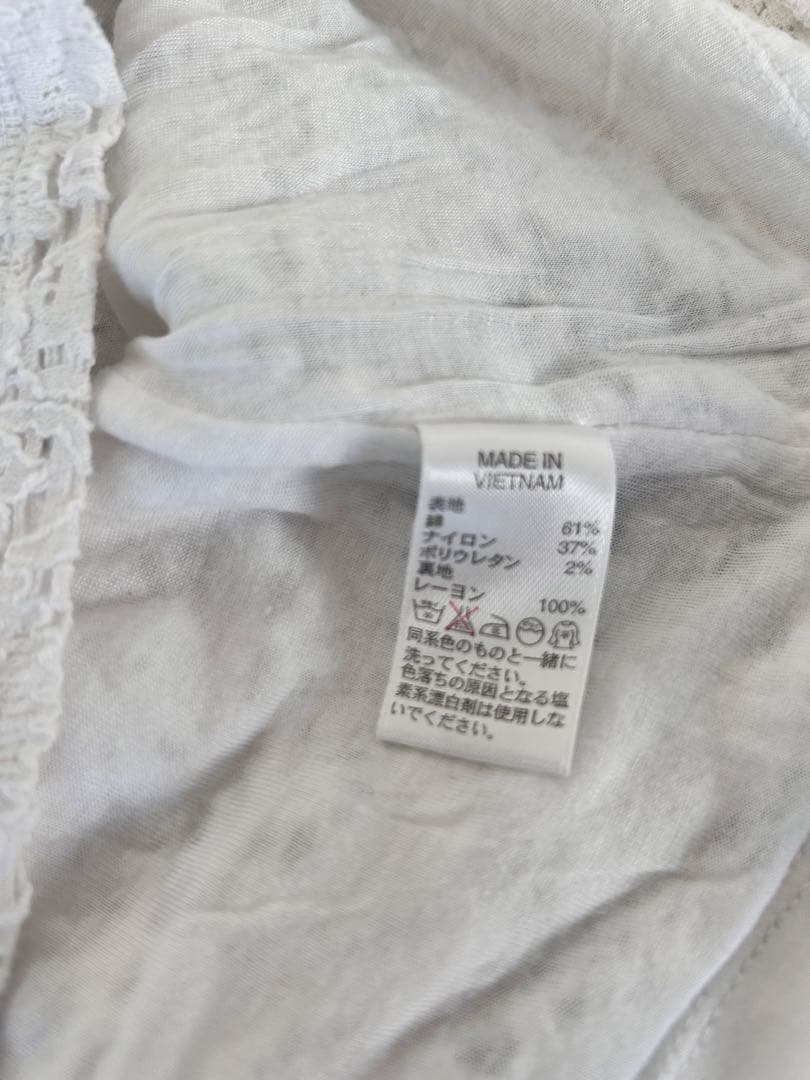 MADE IN
VIETNAM
表地
綿 61%
ナイロン 37%
ポリウレタン 2%
裏地
レーヨン 100%
同系色のものと一緒に
洗ってください。
色落ちの原因となる塩
素系漂白剤は使用しな
いでください。